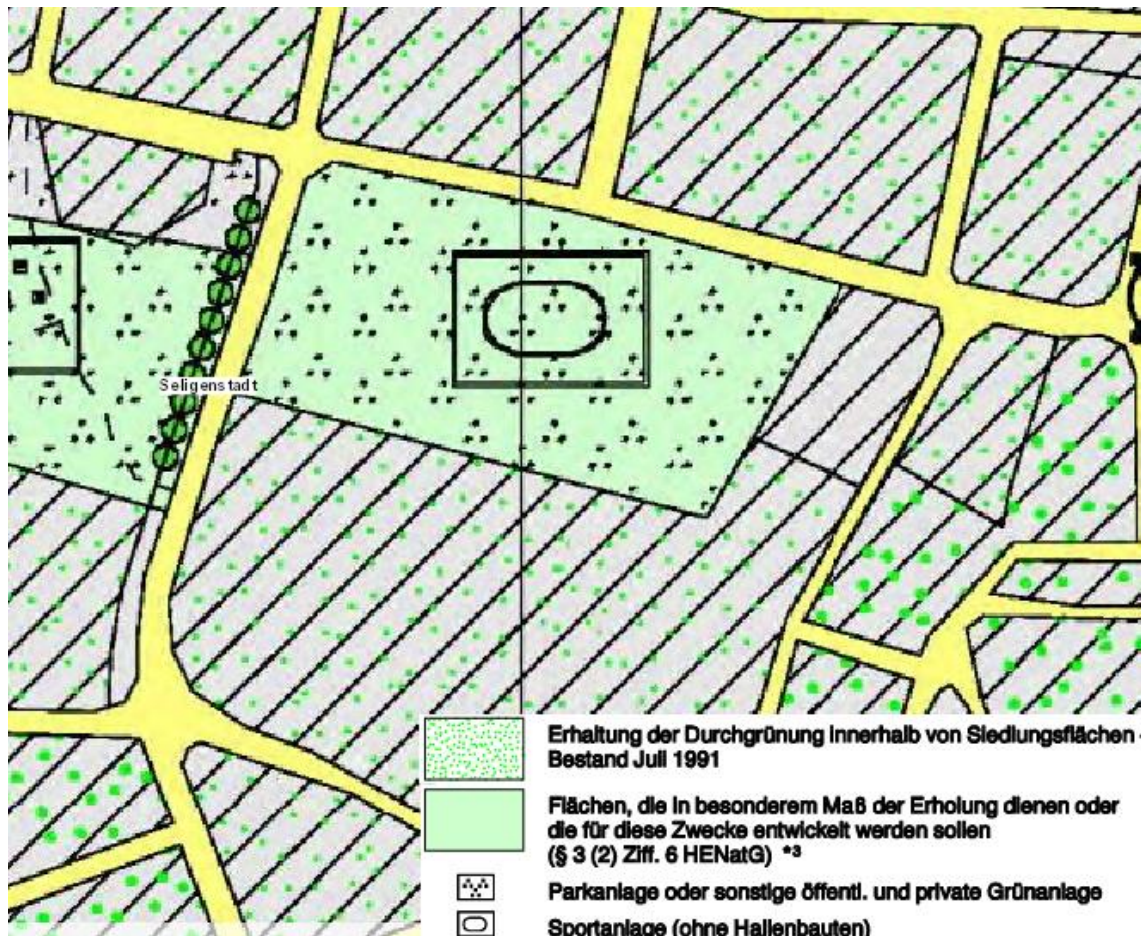 Seligenstadt
Erhaltung der Durchgrünung innerhalb von Siedlungsflächen -
Bestand Juli 1991
Flächen, die in besonderem Maß der Erholung dienen oder
die für diese Zwecke entwickelt werden sollen
(§ 3 (2) Ziff. 6 HENatG) *³
Parkanlage oder sonstige öffentl. und private Grünanlage
Sportanlage (ohne Hallenbauten)